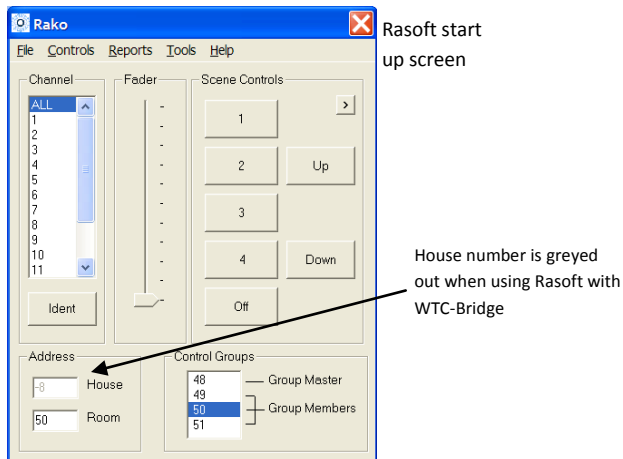 Rako
Rasoft start
up screen
File Controls Reports Tools Help
Channel
Fader
Scene Controls
ALL
1
2
3
4
5
6
7
8
9
10
11
1
>
2
Up
3
4
Down
Off
Ident
House number is greyed
out when using Rasoft with
WTC-Bridge
Address
-8 House
50 Room
Control Groups
48 Group Master
49
50 Group Members
51